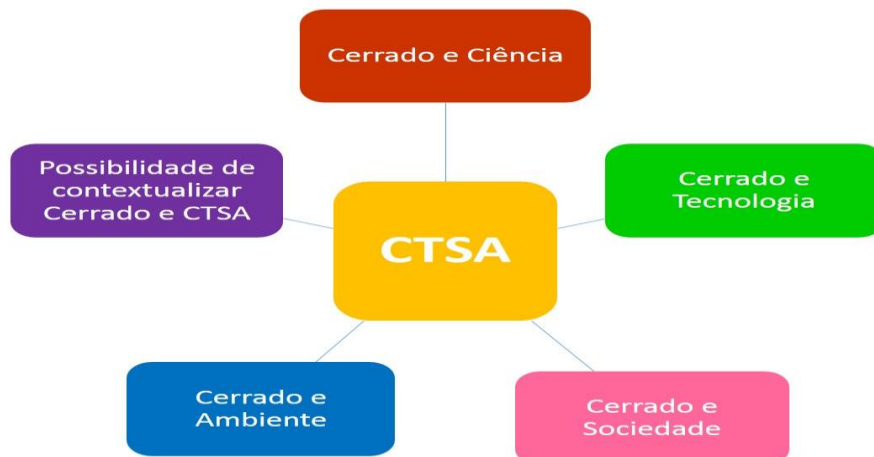 Cerrado e Ciência
Possibilidade de
contextualizar
Cerrado e CTSA
Cerrado e
Tecnologia
CTSA
Cerrado e
Ambiente
Cerrado e
Sociedade